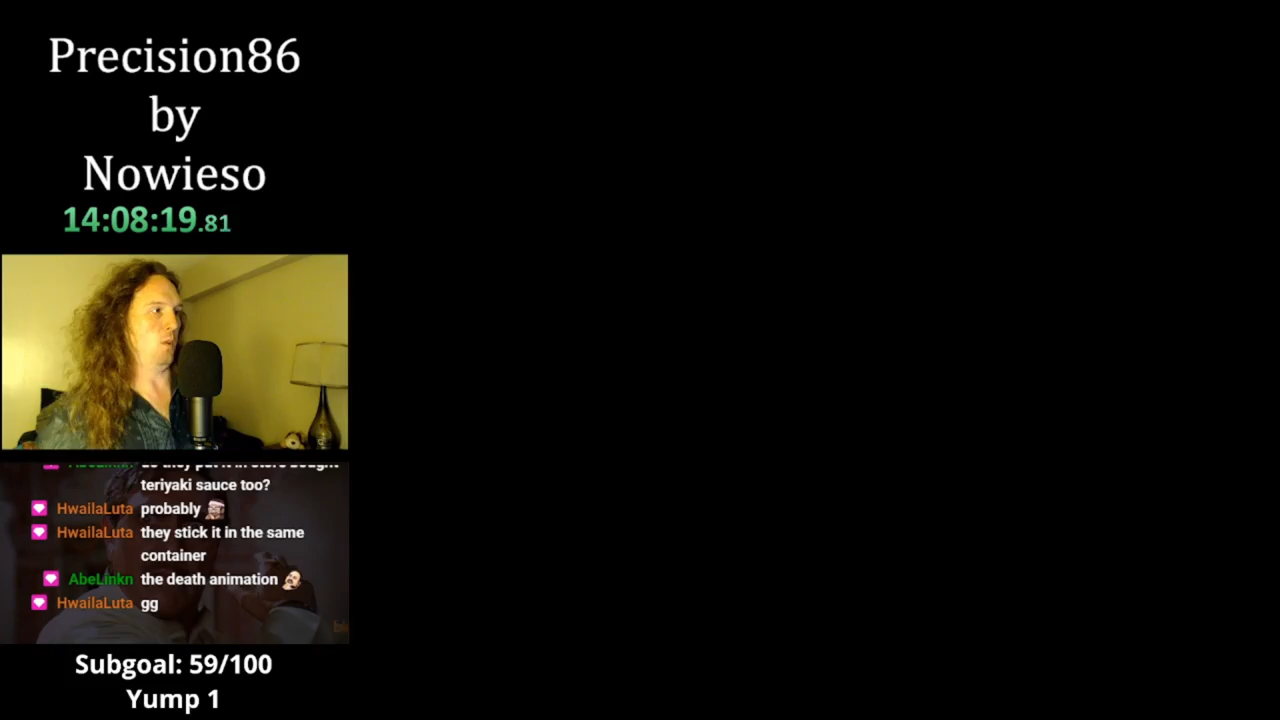 Precision86
by
Nowieso
14:08:19.81
teriyaki sauce too?
HwailaLuta probably
HwailaLuta they stick it in the same
container
AbeLinkn the death animation
HwailaLuta gg
Subgoal: 59/100
Yump 1